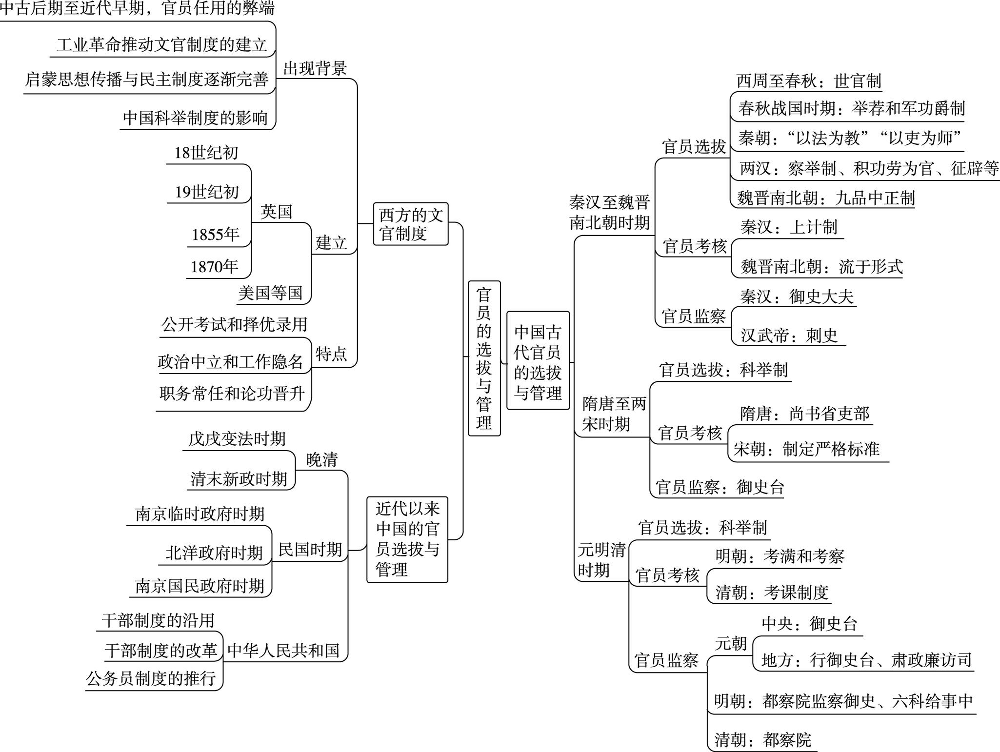 官员的选拔与管理
中国古
代官员
的选拔
与管理
秦汉至魏晋
南北朝时期
官员选拔
西周至春秋：世官制
春秋战国时期：举荐和军功爵制
秦朝：“以法为教”“以吏为师”
两汉：察举制、积功劳为官、征辟等
魏晋南北朝：九品中正制
官员考核
秦汉：上计制
魏晋南北朝：流于形式
官员监察
秦汉：御史大夫
汉武帝：刺史
隋唐至两
宋时期
官员选拔：科举制
官员考核
隋唐：尚书省吏部
宋朝：制定严格标准
官员监察：御史台
元明清
时期
官员选拔：科举制
官员考核
明朝：考满和考察
清朝：考课制度
官员监察
元朝
中央：御史台
地方：行御史台、肃政廉访司
明朝：都察院监察御史、六科给事中
清朝：都察院
西方的文
官制度
出现背景
中古后期至近代早期，官员任用的弊端
工业革命推动文官制度的建立
启蒙思想传播与民主制度逐渐完善
中国科举制度的影响
建立
英国
18世纪初
19世纪初
1855年
1870年
美国等国
特点
公开考试和择优录用
政治中立和工作隐名
职务常任和论功晋升
近代以来
中国的官
员选拔与
管理
晚清
戊戌变法时期
清末新政时期
民国时期
南京临时政府时期
北洋政府时期
南京国民政府时期
中华人民共和国
干部制度的沿用
干部制度的改革
公务员制度的推行